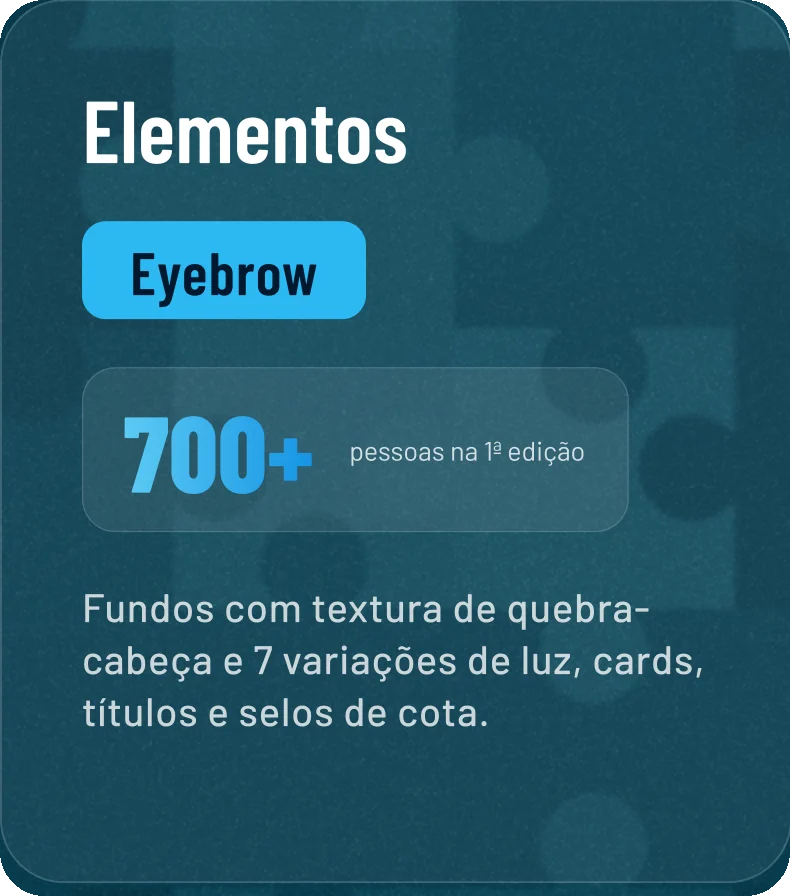 Elementos
Eyebrow
700+ pessoas na 1ª edição
Fundos com textura de quebra-
cabeça e 7 variações de luz, cards,
títulos e selos de cota.